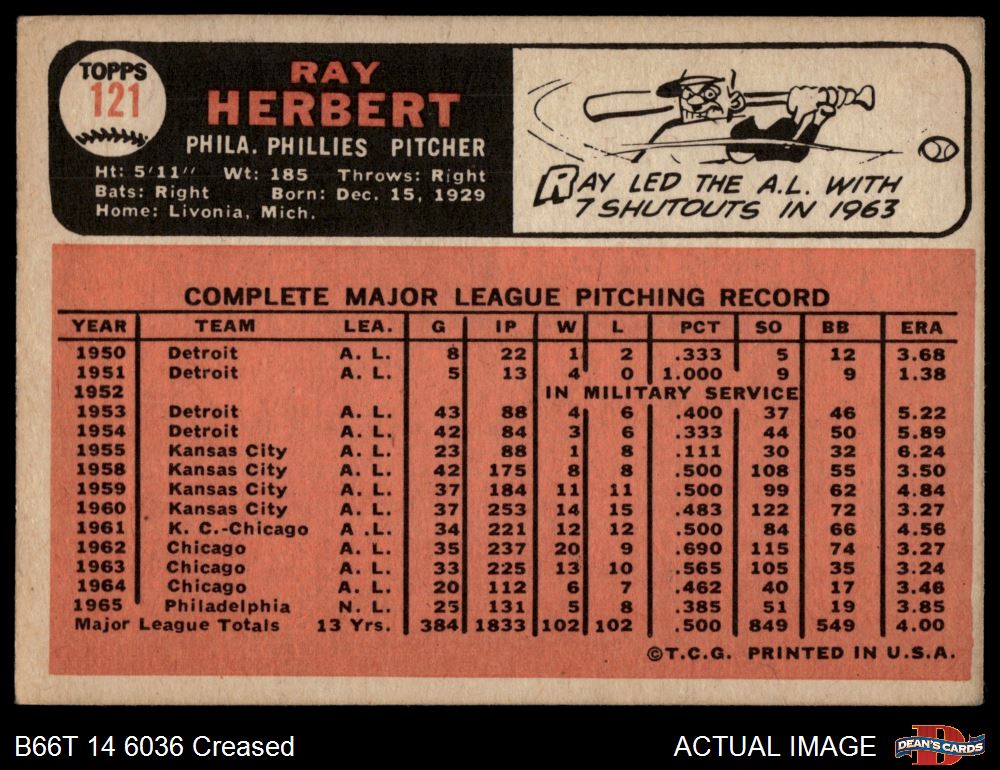 TOPPS
121
RAY
HERBERT
PHILA. PHILLIES PITCHER
Ht: 5'11" Wt: 185 Throws: Right
Bats: Right Born: Dec. 15, 1929
Home: Livonia, Mich.
RAY LED THE A.L. WITH
7 SHUTOUTS IN 1963
COMPLETE MAJOR LEAGUE PITCHING RECORD
YEAR TEAM LEA. G IP W L PCT SO BB ERA
1950 Detroit A. L. 8 22 1 2 .333 5 12 3.68
1951 Detroit A. L. 5 13 4 0 1.000 9 9 1.38
1952 IN MILITARY SERVICE
1953 Detroit A. L. 43 88 4 6 .400 37 46 5.22
1954 Detroit A. L. 42 84 3 6 .333 44 50 5.89
1955 Kansas City A. L. 23 88 1 8 .111 30 32 6.24
1958 Kansas City A. L. 42 175 8 8 .500 108 55 3.50
1959 Kansas City A. L. 37 184 11 11 .500 99 62 4.84
1960 Kansas City A. L. 37 253 14 15 .483 122 72 3.27
1961 K. C.-Chicago A. L. 34 221 12 12 .500 84 66 4.56
1962 Chicago A. L. 35 237 20 9 .690 115 74 3.27
1963 Chicago A. L. 33 225 13 10 .565 105 35 3.24
1964 Chicago A. L. 20 112 6 7 .462 40 17 3.46
1965 Philadelphia N. L. 25 131 5 8 .385 51 19 3.85
Major League Totals 13 Yrs. 384 1833 102 102 .500 849 549 4.00
©T.C.G. PRINTED IN U.S.A.
B66T 14 6036 Creased
ACTUAL IMAGE
DEAN'S CARDS